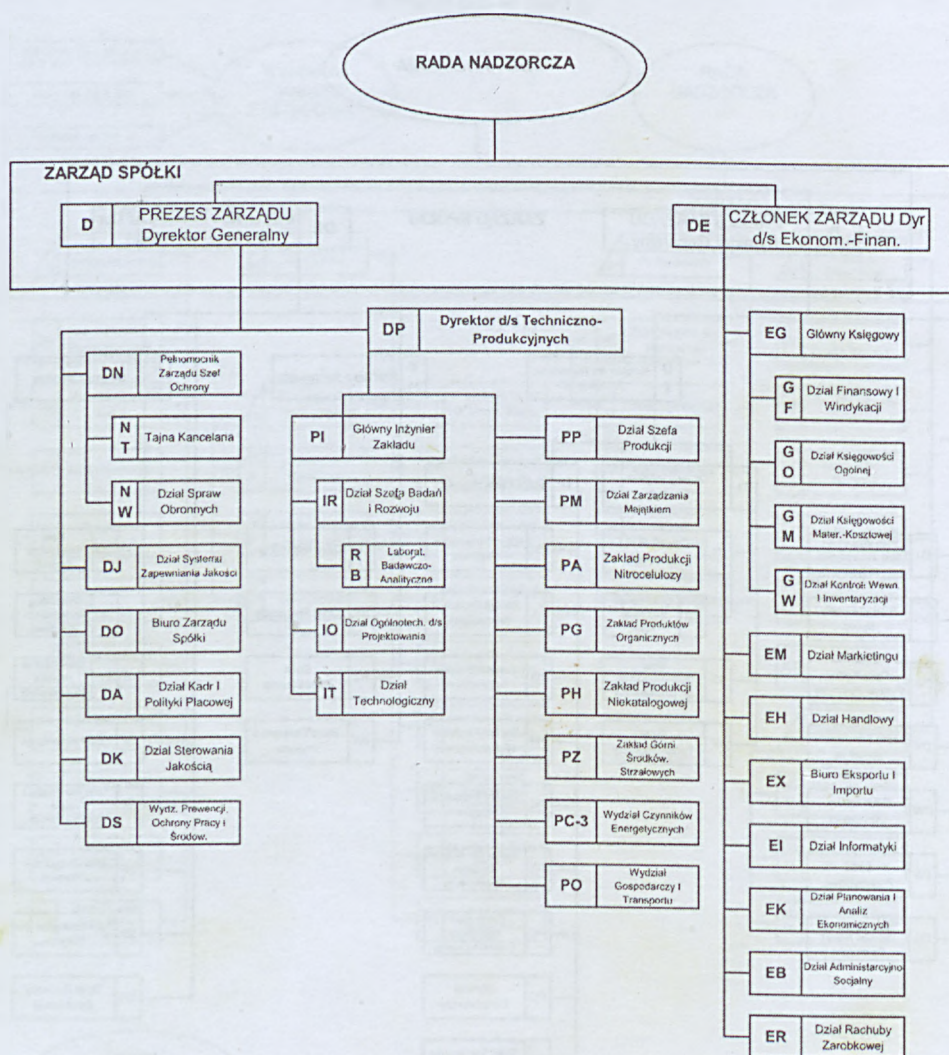 RADA NADZORCZA
ZARZĄD SPÓŁKI
D
PREZES ZARZĄDU
Dyrektor Generalny
DE
CZŁONEK ZARZĄDU Dyr
d/s Ekonom.-Finan.
DP
Dyrektor d/s Techniczno-
Produkcyjnych
DN
Pełnomocnik
Zarządu Szef
Ochrony
N
T
Tajna Kancelaria
N
W
Dział Spraw
Obronnych
DJ
Dział Systemu
Zapewniania Jakości
DO
Biuro Zarządu
Spółki
DA
Dział Kadr I
Polityki Płacowej
DK
Dział Sterowania
Jakością
DS
Wydz. Prewencji,
Ochrony Pracy i
Środow.
PI
Główny Inżynier
Zakładu
IR
Dział Szefa Badań
i Rozwoju
R
B
Laborat.
Badawczo-
Analityczne
IO
Dział Ogólnotech. d/s
Projektowania
IT
Dział
Technologiczny
PP
Dział Szefa
Produkcji
PM
Dział Zarządzania
Majątkiem
PA
Zakład Produkcji
Nitrocelulozy
PG
Zakład Produktów
Organicznych
PH
Zakład Produkcji
Niekatalogowej
PZ
Zakład Górni
Środków.
Strzałowych
PC-3
Wydział Czynników
Energetycznych
PO
Wydział
Gospodarczy I
Transportu
EG
Główny Księgowy
G
F
Dział Finansowy I
Windykacji
G
O
Dział Księgowości
Ogólnej
G
M
Dział Księgowości
Mater.-Kosztowej
G
W
Dział Kontroli Wewn
I Inwentaryzacji
EM
Dział Markietingu
EH
Dział Handlowy
EX
Biuro Eksportu I
Importu
EI
Dział Informatyki
EK
Dział Planowania I
Analiz
Ekonomicznych
EB
Dział Administarcyjno-
Socjalny
ER
Dział Rachuby
Zarobkowej